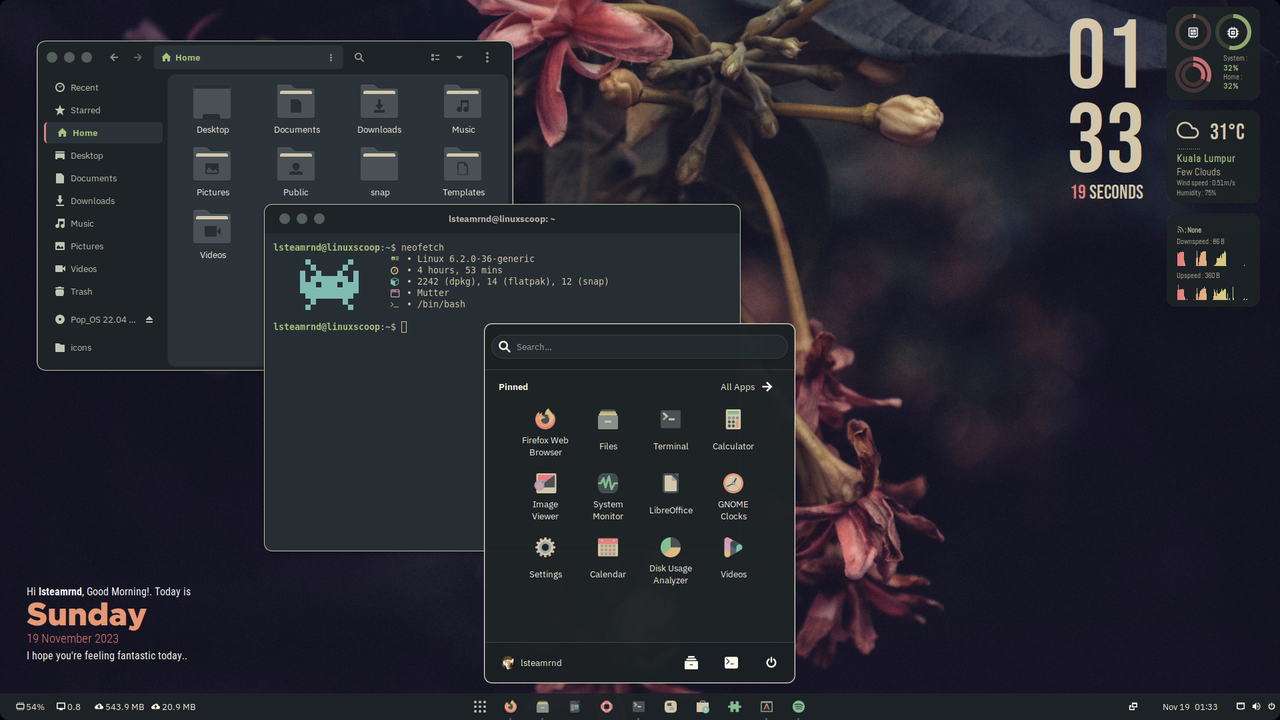 Home
Recent
Starred
Home
Desktop
Documents
Downloads
Music
Pictures
Videos
Trash
Pop_OS 22.04 ...
icons
Desktop
Documents
Downloads
Music
Pictures
Public
snap
Templates
Videos
lsteamrnd@linuxscoop: ~
lsteamrnd@linuxscoop:~$ neofetch
• Linux 6.2.0-36-generic
• 4 hours, 53 mins
• 2242 (dpkg), 14 (flatpak), 12 (snap)
• Mutter
• /bin/bash
lsteamrnd@linuxscoop:~$
Search...
Pinned
All Apps
Firefox Web
Browser
Files
Terminal
Calculator
Image
Viewer
System
Monitor
LibreOffice
GNOME
Clocks
Settings
Calendar
Disk Usage
Analyzer
Videos
lsteamrnd
01
33
19 SECONDS
System :
32%
Home :
32%
31°C
Kuala Lumpur
Few Clouds
Wind speed : 0.51m/s
Humidity : 75%
: None
Downspeed : 86 B
Upspeed : 360 B
Hi lsteamrnd, Good Morning!. Today is
Sunday
19 November 2023
I hope you're feeling fantastic today..
54%
0.8
543.9 MB
20.9 MB
Nov 19 01:33